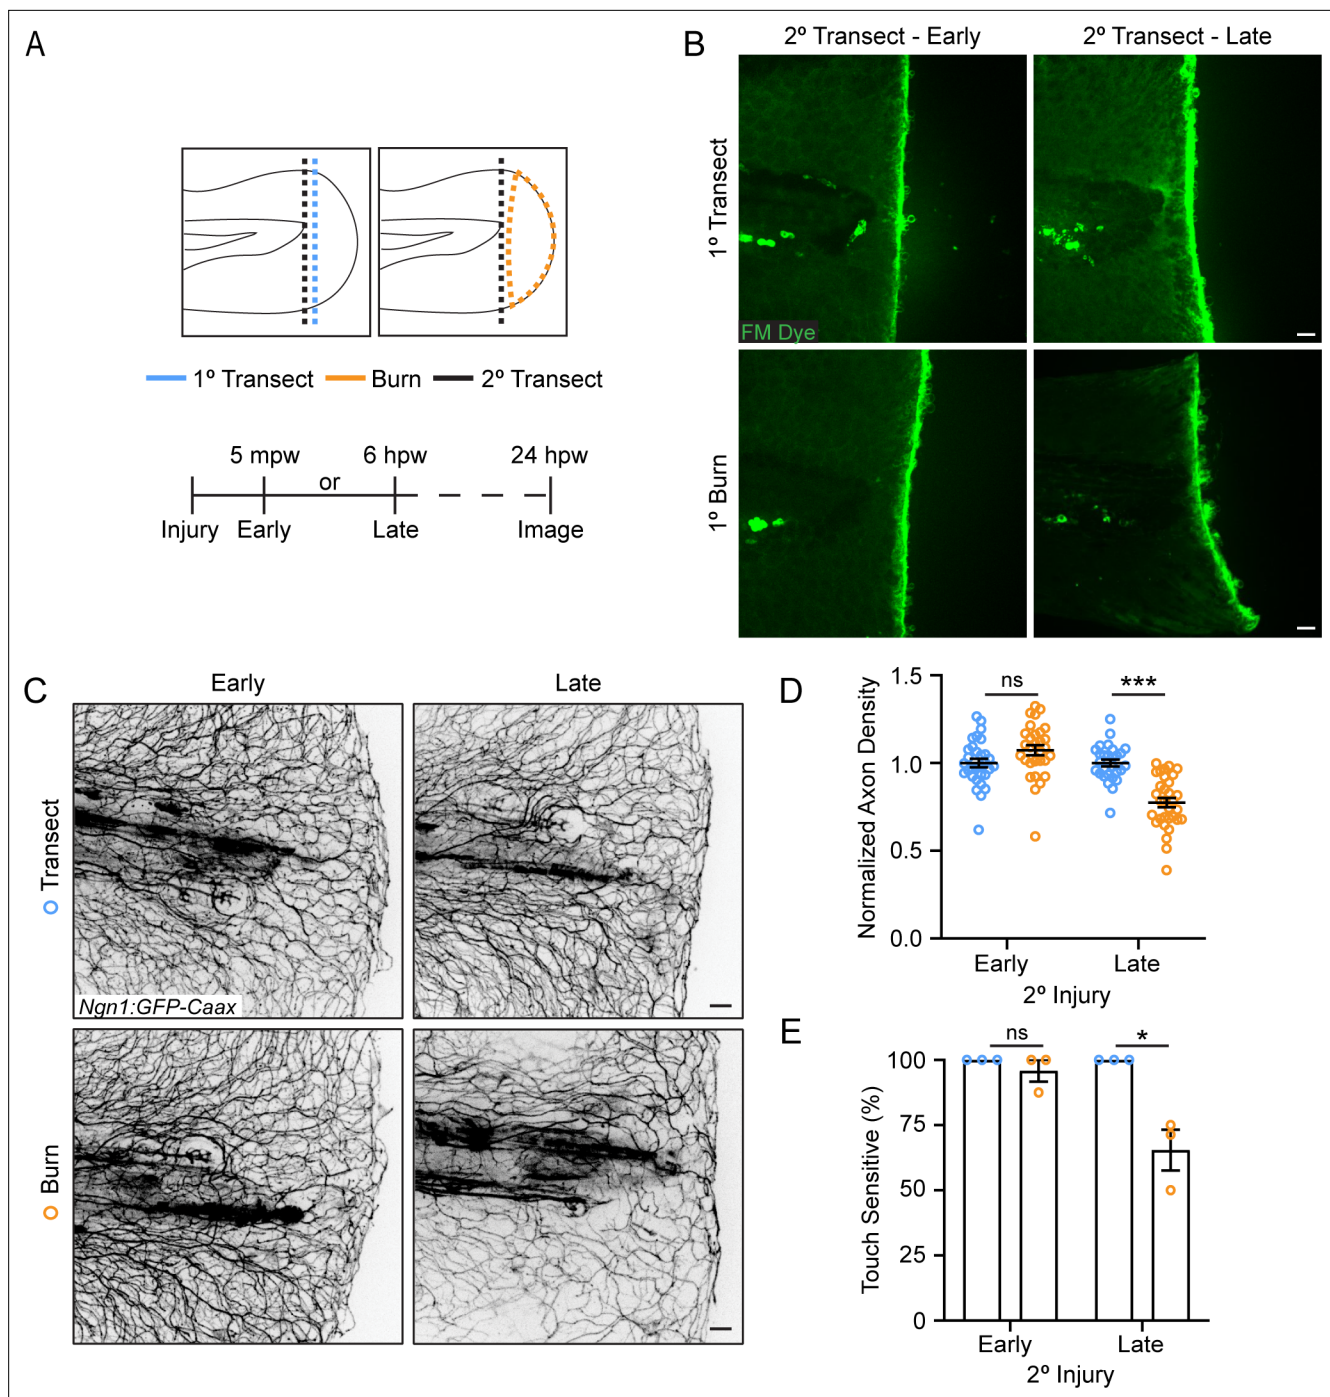 A
1º Transect Burn 2º Transect
5 mpw 6 hpw 24 hpw
or
Injury Early Late Image
B
2º Transect - Early 2º Transect - Late
1º Transect
FM Dye
1º Burn
C
Early Late
Transect
Ngn1:GFP-Caax
Burn
D
Normalized Axon Density
1.5
1.0
0.5
0.0
ns ***
Early Late
2º Injury
E
Touch Sensitive (%)
100
75
50
25
0
ns *
Early Late
2º Injury